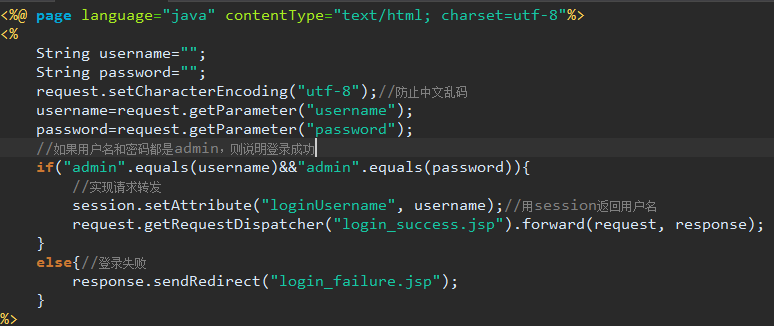 <%@ page language="java" contentType="text/html; charset=utf-8"%>
<%
    String username="";
    String password="";
    request.setCharacterEncoding("utf-8");//防止中文乱码
    username=request.getParameter("username");
    password=request.getParameter("password");
    //如果用户名和密码都是admin，则说明登录成功
    if("admin".equals(username)&&"admin".equals(password)){
        //实现请求转发
        session.setAttribute("loginUsername", username);//用session返回用户名
        request.getRequestDispatcher("login_success.jsp").forward(request, response);
    }
    else{//登录失败
        response.sendRedirect("login_failure.jsp");
    }
%>